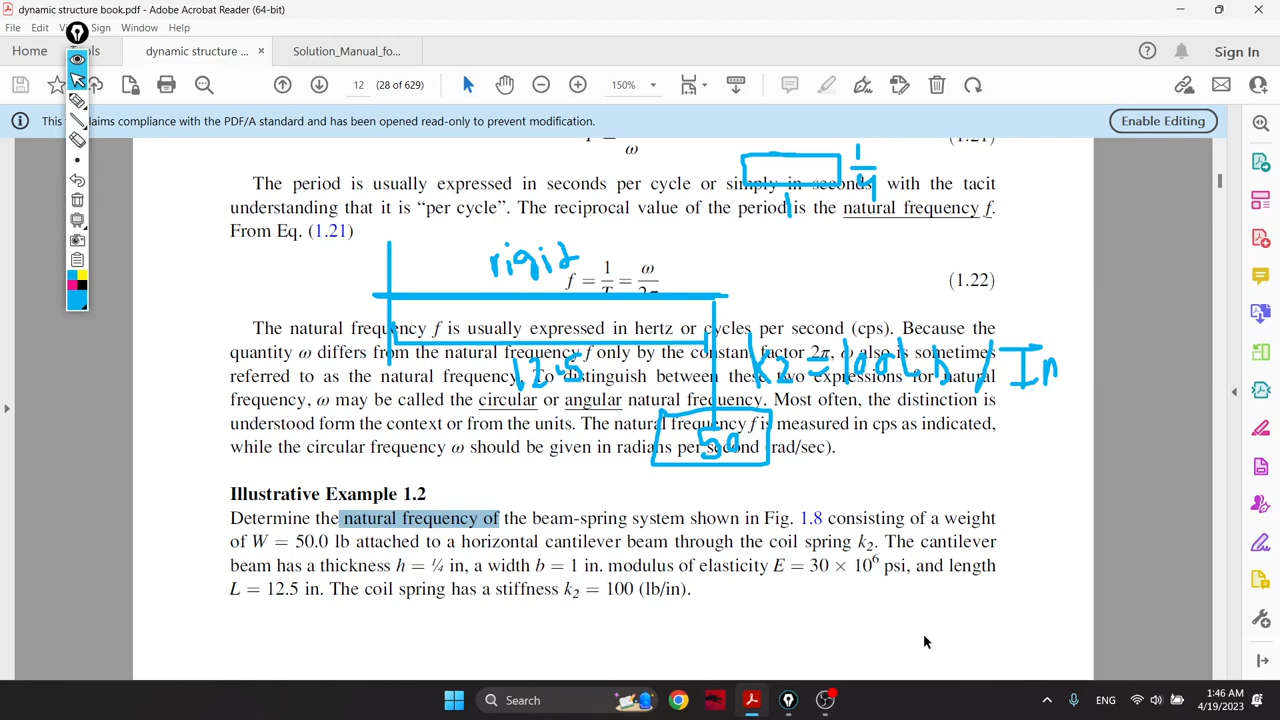 dynamic structure book.pdf - Adobe Acrobat Reader (64-bit)
File Edit Sign Window Help
Home dynamic structure ... × Solution_Manual_fo... Sign In
12 (28 of 629) 150%
This claims compliance with the PDF/A standard and has been opened read-only to prevent modification. Enable Editing
ω (1.21)
The period is usually expressed in seconds per cycle or simply in seconds, with the tacit
understanding that it is “per cycle”. The reciprocal value of the period is the natural frequency f.
From Eq. (1.21)
1/4
1
rigid
f = 1/T = ω/2π (1.22)
The natural frequency f is usually expressed in hertz or cycles per second (cps). Because the
quantity ω differs from the natural frequency f only by the constant factor 2π, ω also is sometimes
referred to as the natural frequency. To distinguish between these two expressions for natural
frequency, ω may be called the circular or angular natural frequency. Most often, the distinction is
understood form the context or from the units. The natural frequency f is measured in cps as indicated,
while the circular frequency ω should be given in radians per second (rad/sec).
12.5
k2 = 100 Lb / In
50
Illustrative Example 1.2
Determine the natural frequency of the beam-spring system shown in Fig. 1.8 consisting of a weight
of W = 50.0 lb attached to a horizontal cantilever beam through the coil spring k₂. The cantilever
beam has a thickness h = ¼ in, a width b = 1 in. modulus of elasticity E = 30 × 10⁶ psi, and length
L = 12.5 in. The coil spring has a stiffness k₂ = 100 (lb/in).
Search
ENG
1:46 AM
4/19/2023